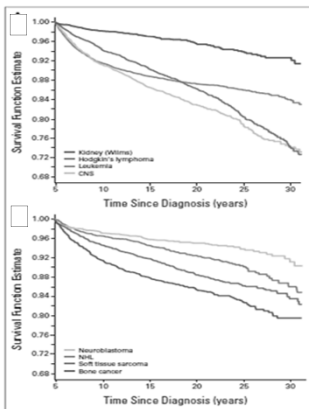 Survival Function Estimate
1.00
0.96
0.92
0.88
0.84
0.80
0.76
0.72
0.68
Kidney (Wilms)
Hodgkin's lymphoma
Leukemia
CNS
5 10 15 20 25 30
Time Since Diagnosis (years)
Survival Function Estimate
1.00
0.96
0.92
0.88
0.84
0.80
0.76
0.72
0.68
Neuroblastoma
NHL
Soft tissue sarcoma
Bone cancer
5 10 15 20 25 30
Time Since Diagnosis (years)